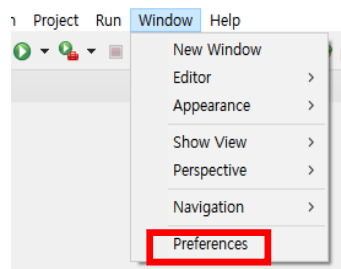 Project Run Window Help
New Window
Editor
Appearance
Show View
Perspective
Navigation
Preferences